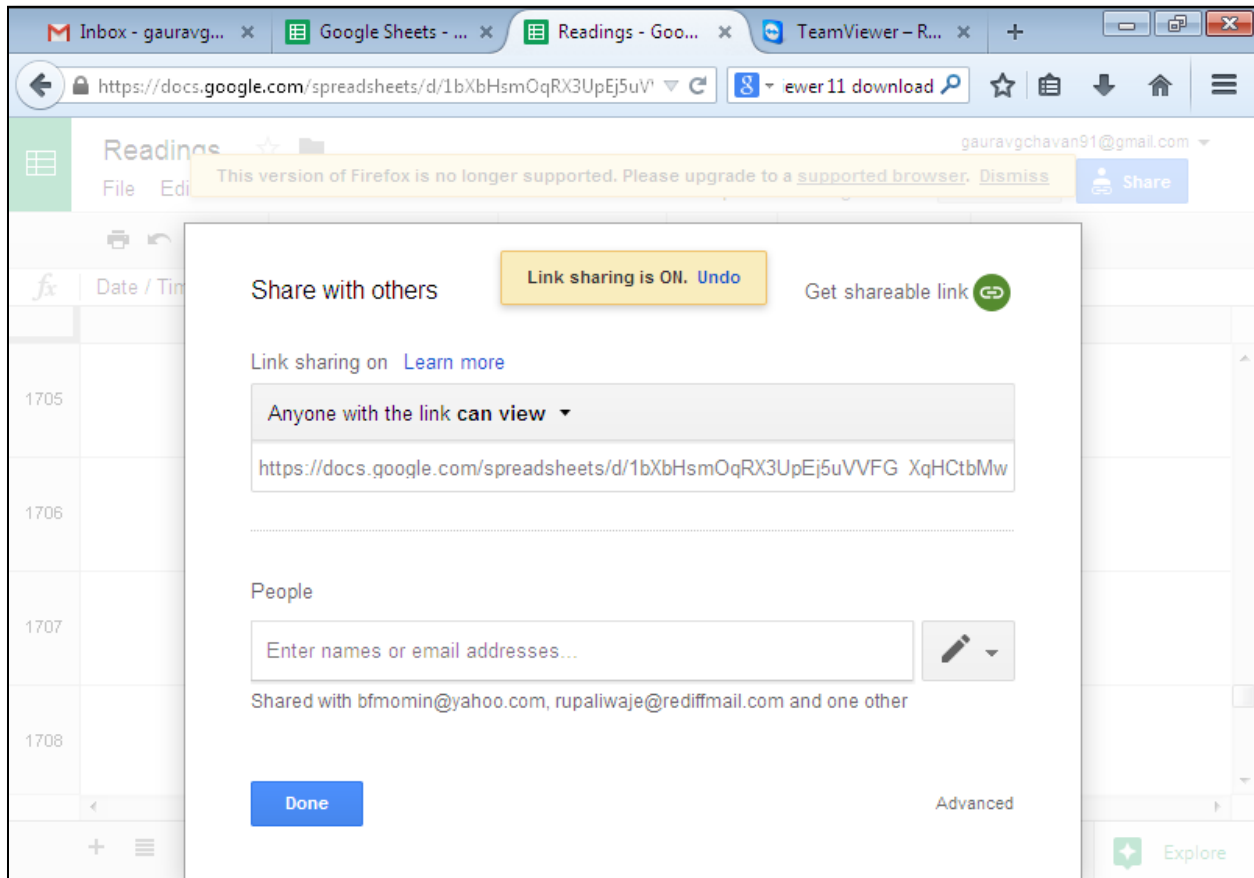 Inbox - gauravg...
Google Sheets - ...
Readings - Goo...
TeamViewer – R...
https://docs.google.com/spreadsheets/d/1bXbHsmOqRX3UpEj5uV
iewer 11 download
Readings
gauravgchavan91@gmail.com
File Edi
This version of Firefox is no longer supported. Please upgrade to a supported browser. Dismiss
Share
fx Date / Tim
Share with others
Link sharing is ON. Undo
Get shareable link
Link sharing on Learn more
1705
Anyone with the link can view
https://docs.google.com/spreadsheets/d/1bXbHsmOqRX3UpEj5uVVFG_XqHCtbMw
1706
People
1707
Enter names or email addresses...
Shared with bfmomin@yahoo.com, rupaliwaje@rediffmail.com and one other
1708
Done
Advanced
Explore